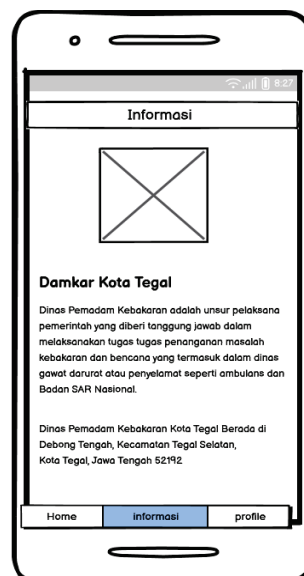 8:27
Informasi
Damkar Kota Tegal
Dinas Pemadam Kebakaran adalah unsur pelaksana
pemerintah yang diberi tanggung jawab dalam
melaksanakan tugas tugas penanganan masalah
kebakaran dan bencana yang termasuk dalam dinas
gawat darurat atau penyelamat seperti ambulans dan
Badan SAR Nasional.
Dinas Pemadam Kebakaran Kota Tegal Berada di
Debong Tengah, Kecamatan Tegal Selatan,
Kota Tegal, Jawa Tengah 52192
Home informasi profile